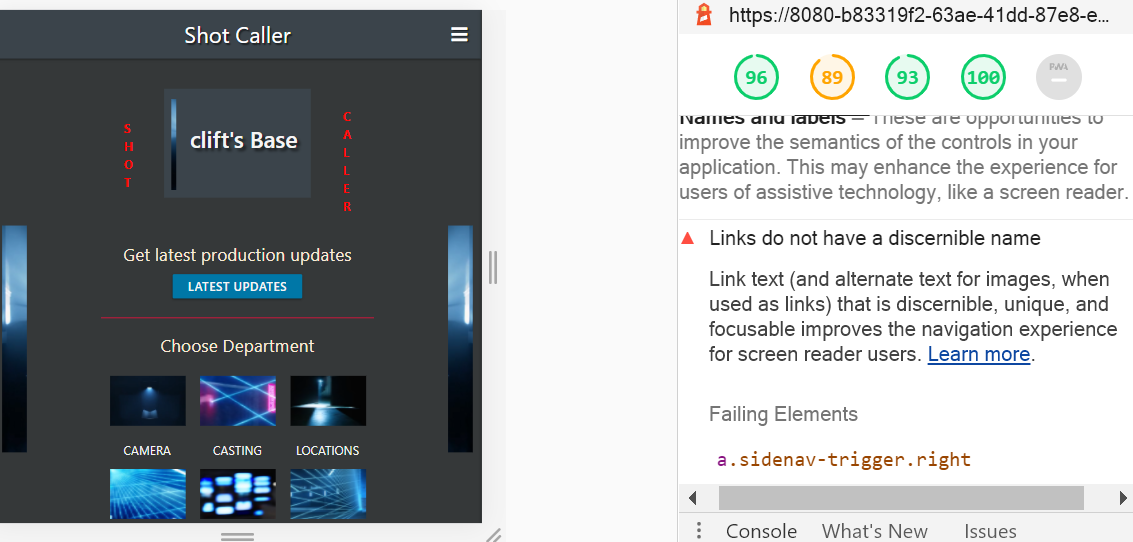 Shot Caller
SHOT
clift's Base
CALLER
Get latest production updates
LATEST UPDATES
Choose Department
CAMERA
CASTING
LOCATIONS
https://8080-b83319f2-63ae-41dd-87e8-e...
96
89
93
100
PWA
Names and labels — These are opportunities to
improve the semantics of the controls in your
application. This may enhance the experience for
users of assistive technology, like a screen reader.
Links do not have a discernible name
Link text (and alternate text for images, when
used as links) that is discernible, unique, and
focusable improves the navigation experience
for screen reader users. Learn more.
Failing Elements
a.sidenav-trigger.right
Console What's New Issues